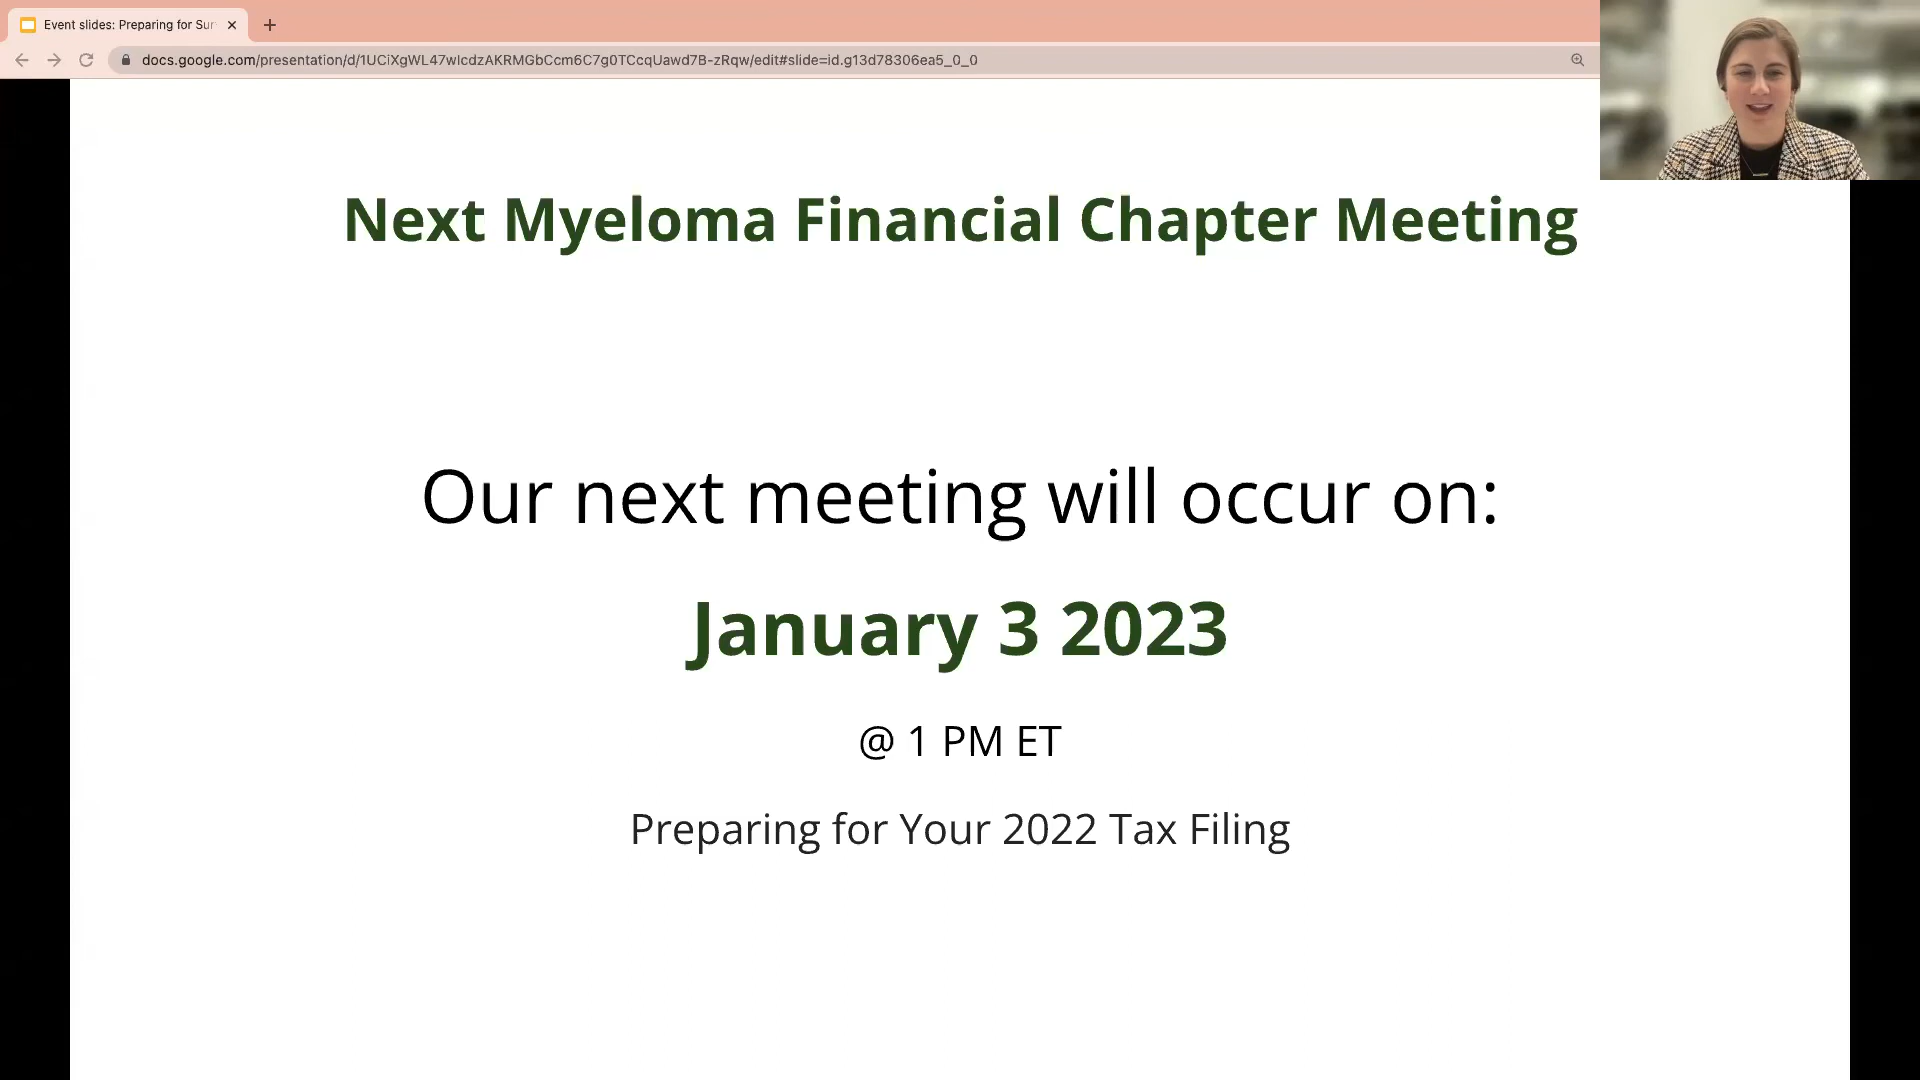 Event slides: Preparing for Sur
docs.google.com/presentation/d/1UCiXgWL47wlcdzAKRMGbCcm6C7g0TCcqUawd7B-zRqw/edit#slide=id.g13d78306ea5_0_0
Next Myeloma Financial Chapter Meeting
Our next meeting will occur on:
January 3 2023
@ 1 PM ET
Preparing for Your 2022 Tax Filing